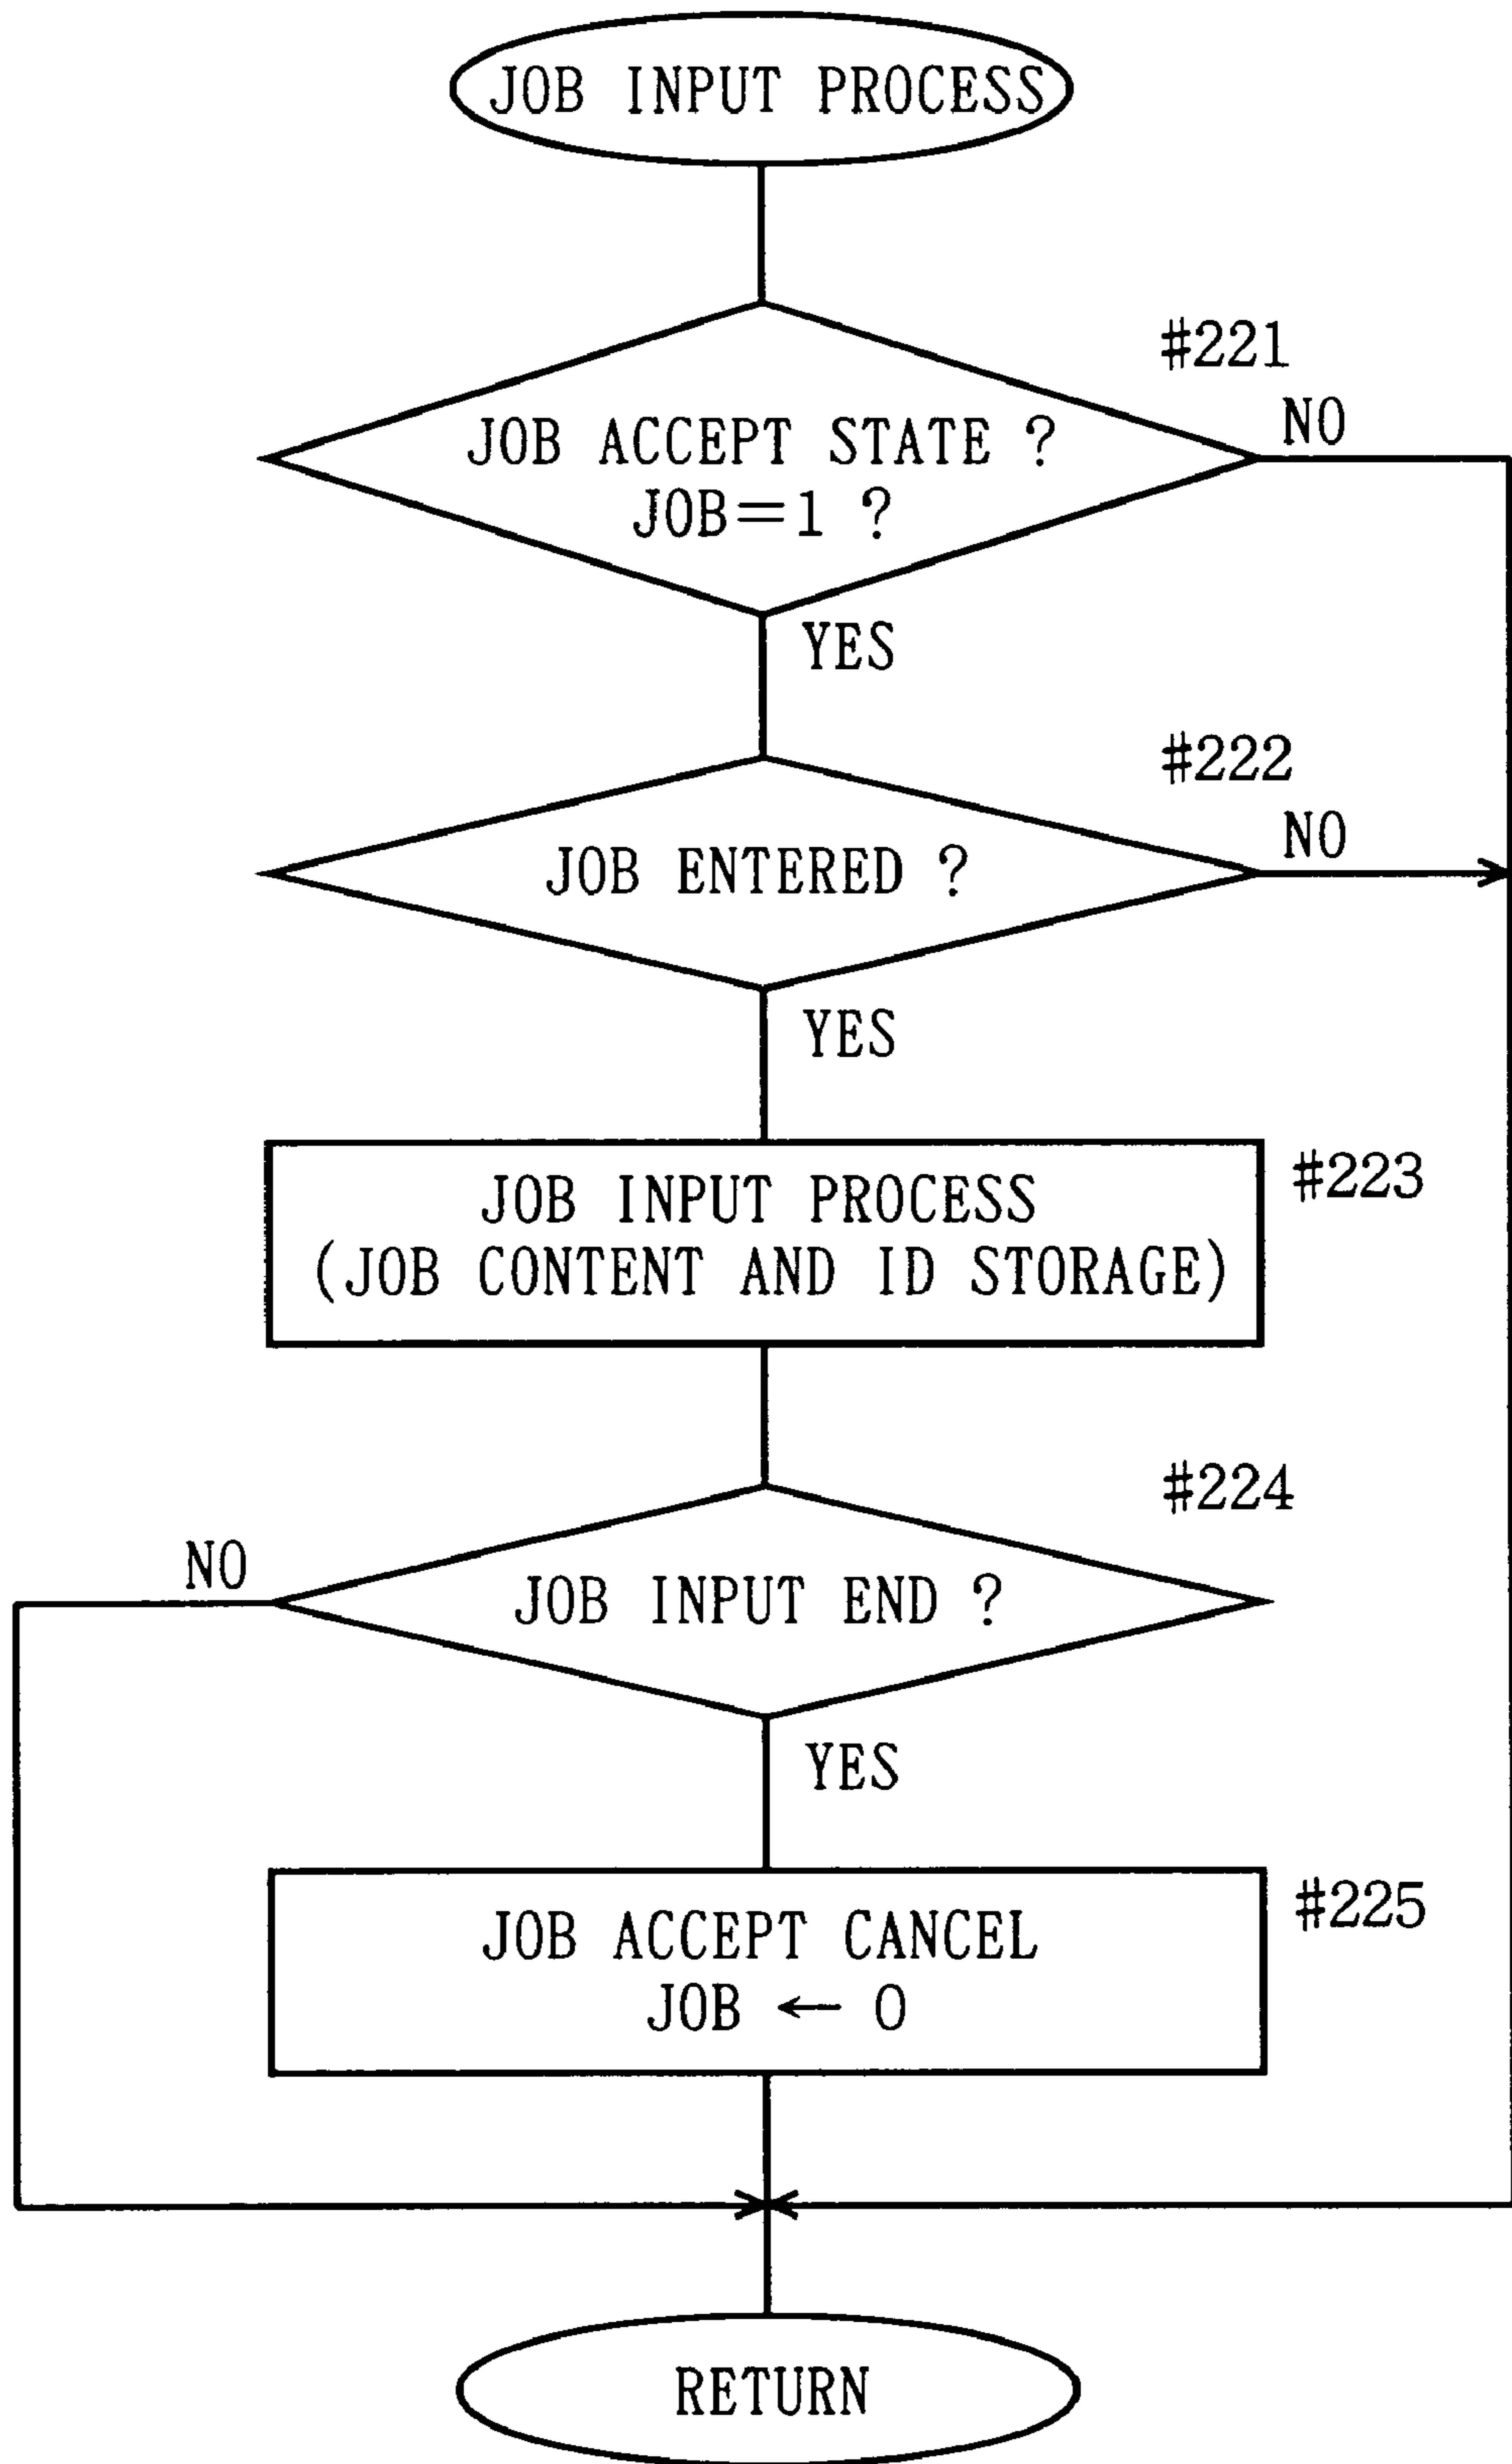 JOB INPUT PROCESS
#221
JOB ACCEPT STATE ?
JOB=1 ?
NO
YES
#222
JOB ENTERED ?
NO
YES
JOB INPUT PROCESS
(JOB CONTENT AND ID STORAGE)
#223
#224
NO
JOB INPUT END ?
YES
JOB ACCEPT CANCEL
JOB ← 0
#225
RETURN